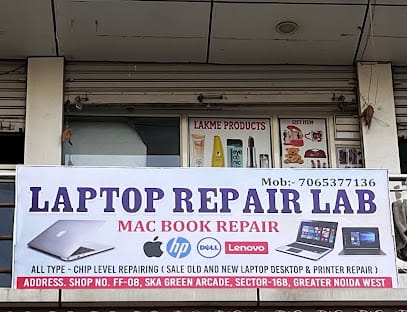 LAKME PRODUCTS
GIFT ITEM
Mob:- 7065377136
LAPTOP REPAIR LAB
MAC BOOK REPAIR
hp DELL Lenovo
ALL TYPE - CHIP LEVEL REPAIRING ( SALE OLD AND NEW LAPTOP DESKTOP & PRINTER REPAIR )
ADDRESS. SHOP NO. FF-08, SKA GREEN ARCADE, SECTOR-16B, GREATER NOIDA WEST